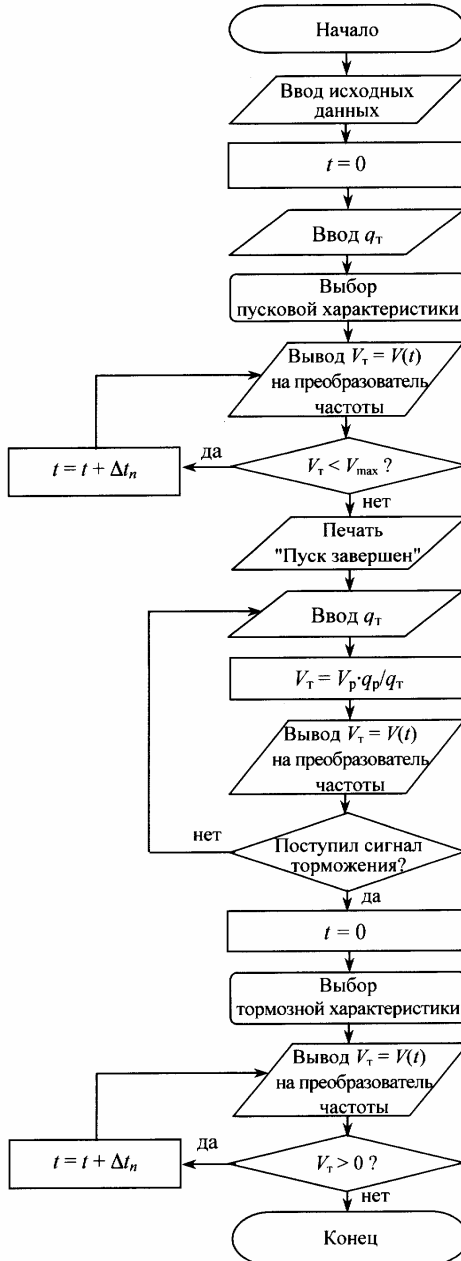 Начало
Ввод исходных
данных
t = 0
Ввод qт
Выбор
пусковой характеристики
Вывод Vт = V(t)
на преобразователь
частоты
да
t = t + Δtn
Vт < Vmax ?
нет
Печать
"Пуск завершен"
Ввод qт
Vт = Vр·qр/qт
Вывод Vт = V(t)
на преобразователь
частоты
нет
Поступил сигнал
торможения?
да
t = 0
Выбор
тормозной характеристики
Вывод Vт = V(t)
на преобразователь
частоты
да
t = t + Δtn
Vт > 0 ?
нет
Конец